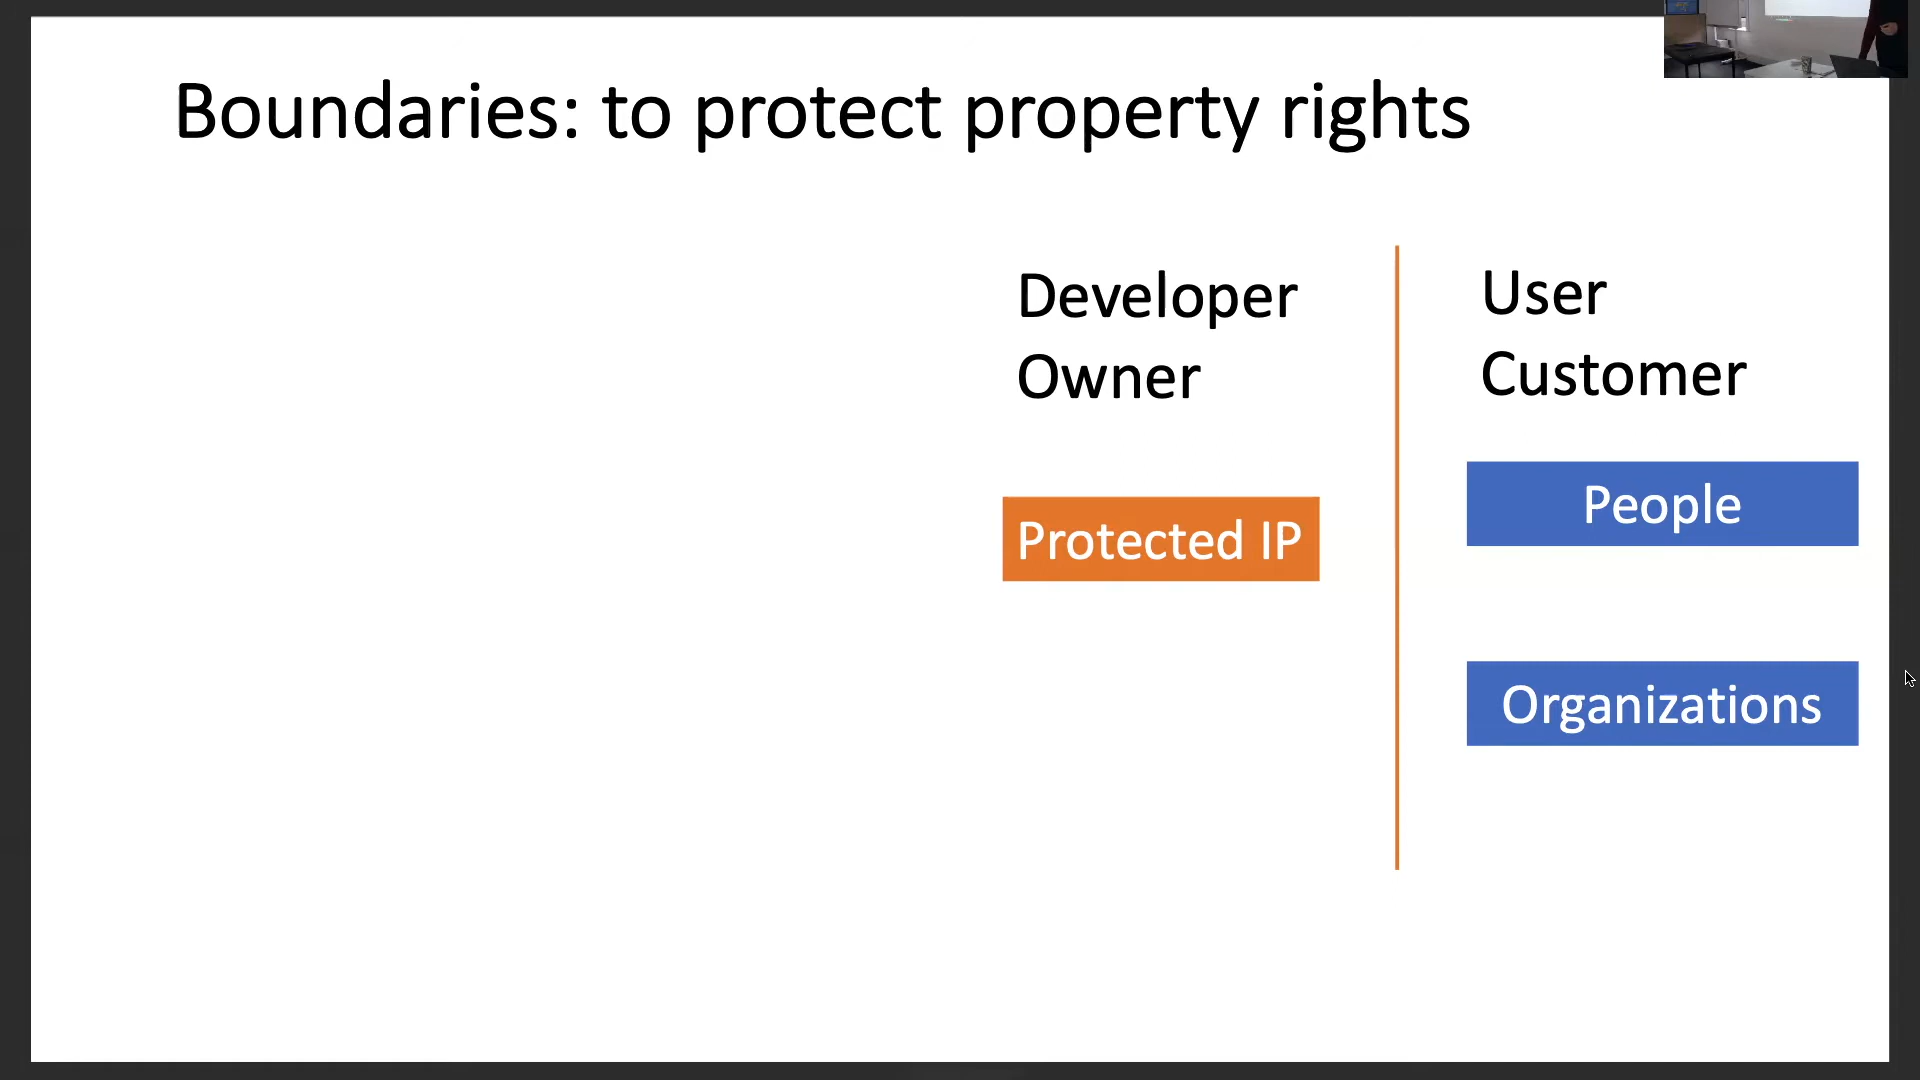 Boundaries: to protect property rights
Developer
Owner
Protected IP
User
Customer
People
Organizations